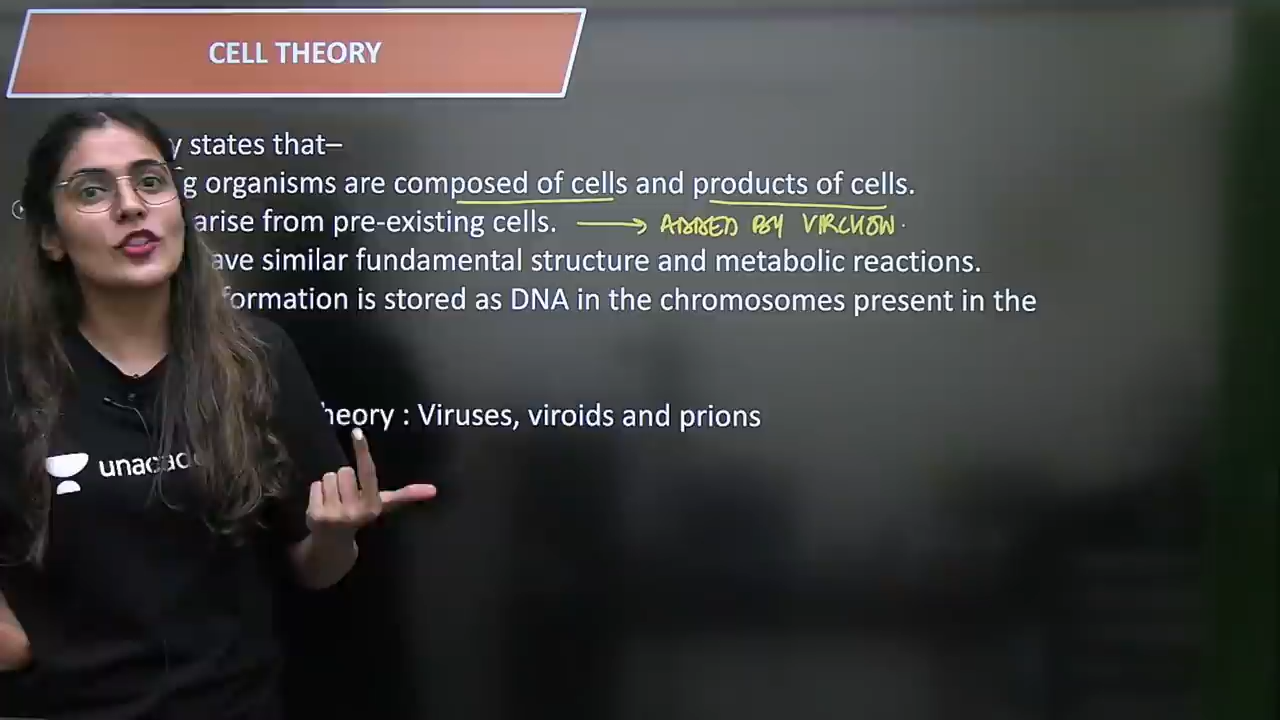 CELL THEORY
y states that–
g organisms are composed of cells and products of cells.
arise from pre-existing cells. → ADDED BY VIRCHOW.
ave similar fundamental structure and metabolic reactions.
formation is stored as DNA in the chromosomes present in the
heory : Viruses, viroids and prions
unacade